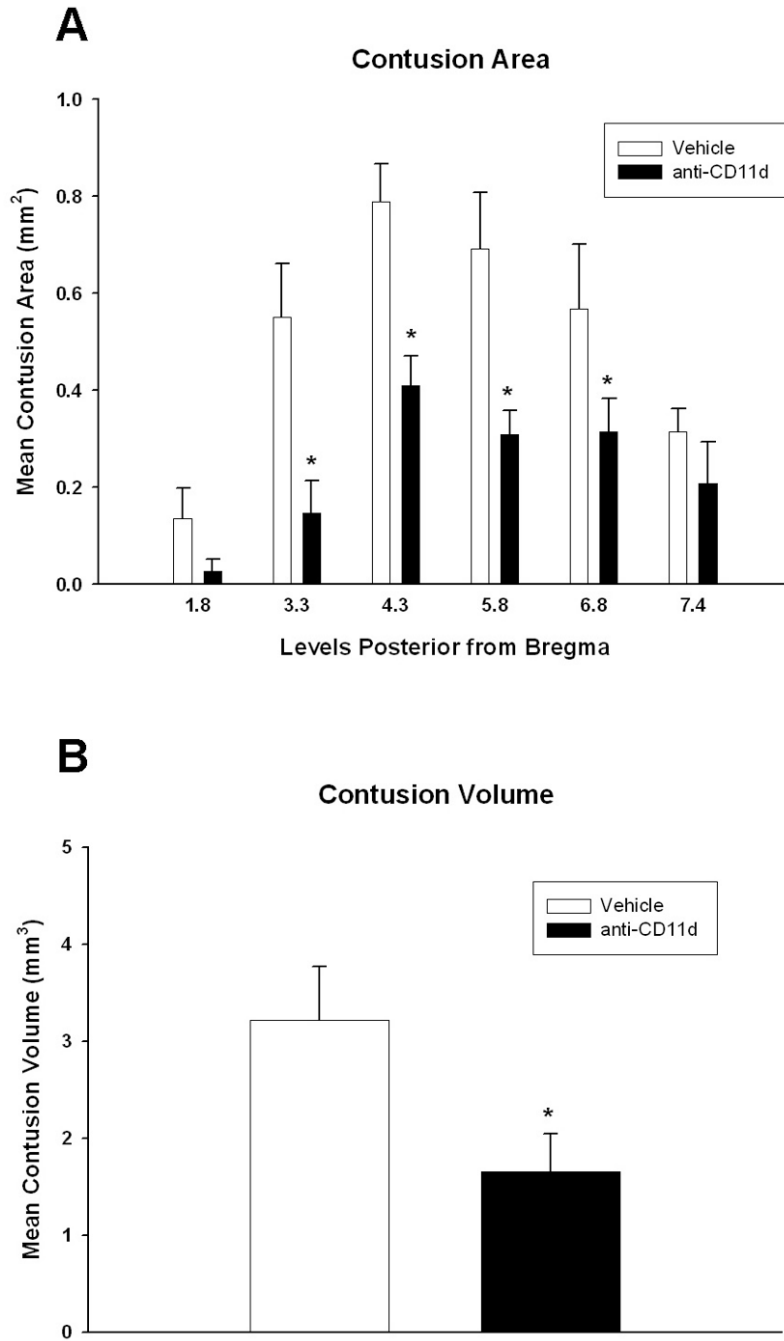 A
Contusion Area
1.0
0.8
0.6
0.4
0.2
0.0
Mean Contusion Area (mm²)
Vehicle
anti-CD11d
*
*
*
*
1.8 3.3 4.3 5.8 6.8 7.4
Levels Posterior from Bregma
B
Contusion Volume
5
4
3
2
1
0
Mean Contusion Volume (mm³)
Vehicle
anti-CD11d
*